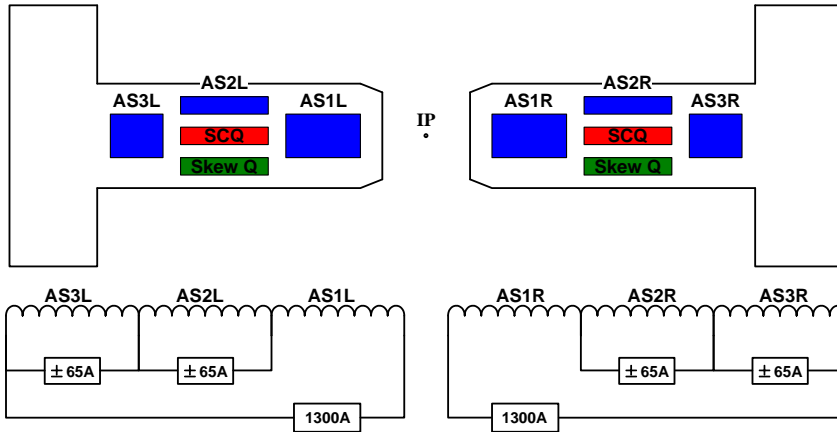 AS2L
AS3L
AS1L
SCQ
Skew Q
IP
AS2R
AS1R
AS3R
SCQ
Skew Q
AS3L AS2L AS1L
± 65A ± 65A
1300A
AS1R AS2R AS3R
± 65A ± 65A
1300A